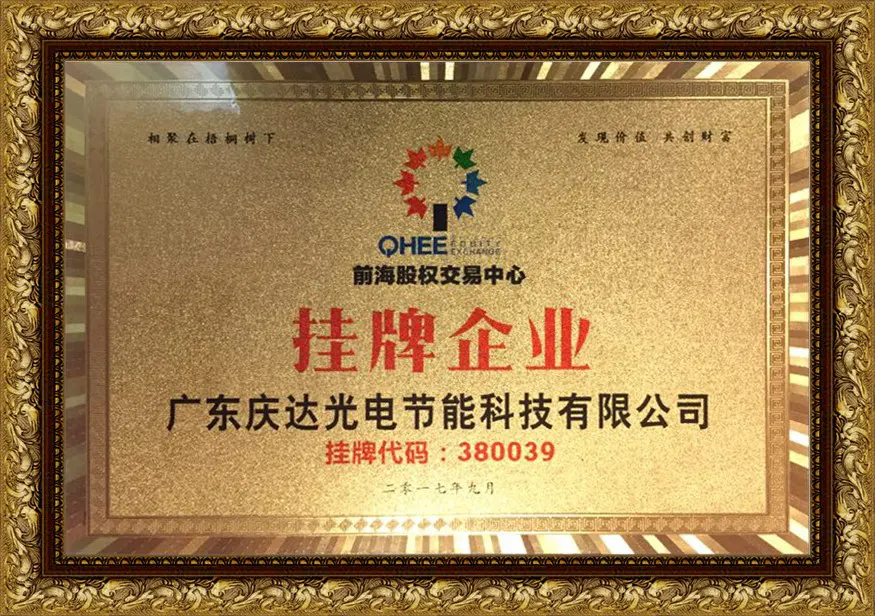 相聚在梧桐树下
发现价值 共创财富
QHEE EQUITY EXCHANGE
前海股权交易中心
挂牌企业
广东庆达光电节能科技有限公司
挂牌代码：380039
二零一七年九月